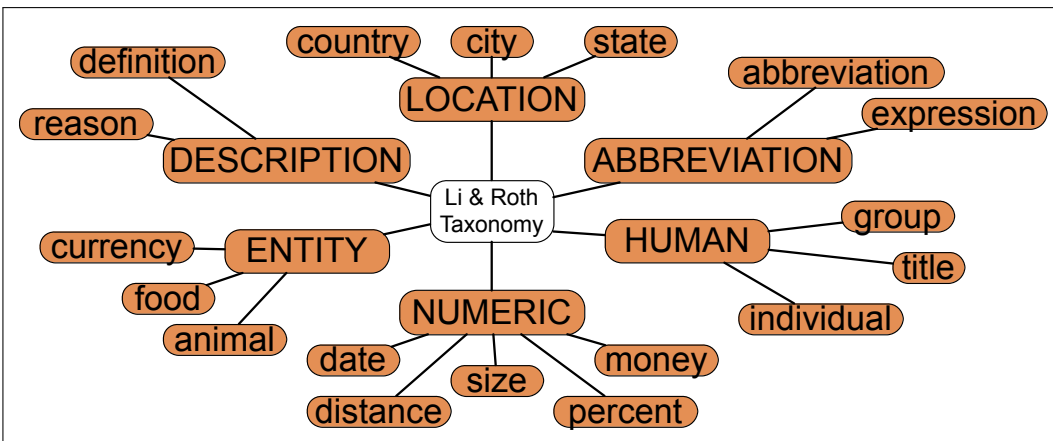 country
city
state
definition
abbreviation
LOCATION
reason
expression
DESCRIPTION
ABBREVIATION
Li & Roth
Taxonomy
group
currency
ENTITY
HUMAN
title
food
NUMERIC
individual
animal
date
money
size
distance
percent